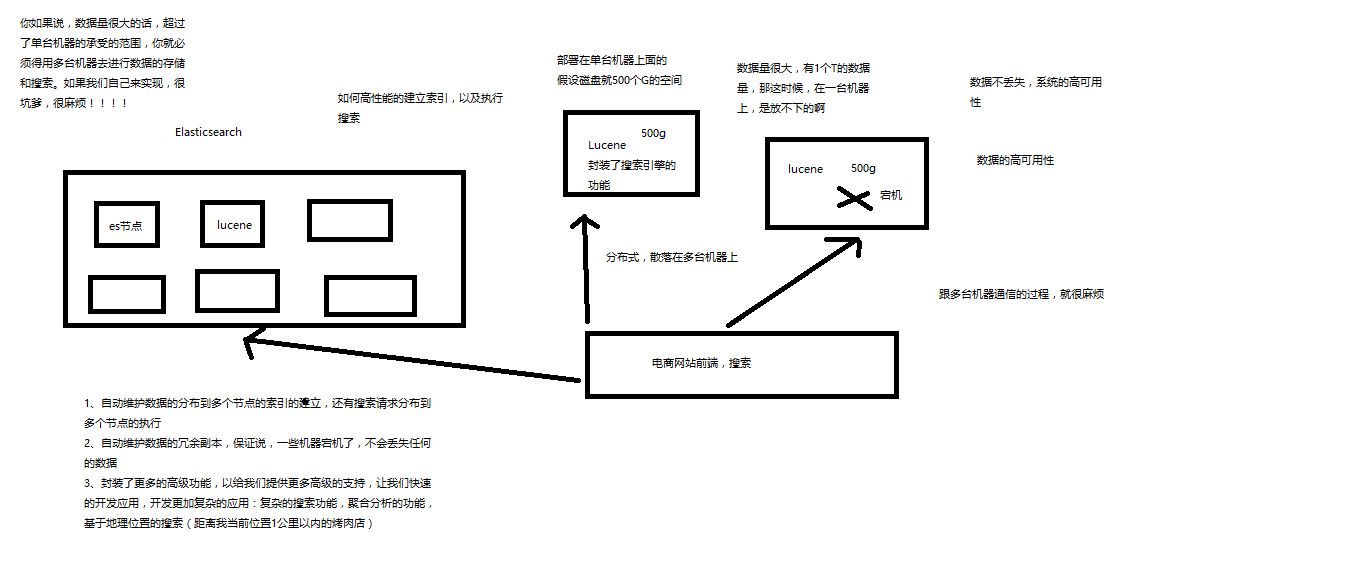 你如果说，数据量很大的话，超过
了单台机器的承受的范围，你就必
须得用多台机器去进行数据的存储
和搜索。如果我们自己来实现，很
坑爹，很麻烦！！！！
Elasticsearch
如何高性能的建立索引，以及执行
搜索
部署在单台机器上面的
假设磁盘就500个G的空间
数据量很大，有1个T的数据
量，那这时候，在一台机器
上，是放不下的啊
数据不丢失，系统的高可用
性
数据的高可用性
500g
Lucene
封装了搜索引擎的
功能
lucene 500g
宕机
es节点 lucene
分布式，散落在多台机器上
跟多台机器通信的过程，就很麻烦
电商网站前端，搜索
1、自动维护数据的分布到多个节点的索引的建立，还有搜索请求分布到
多个节点的执行
2、自动维护数据的冗余副本，保证说，一些机器宕机了，不会丢失任何
的数据
3、封装了更多的高级功能，以给我们提供更多高级的支持，让我们快速
的开发应用，开发更加复杂的应用：复杂的搜索功能，聚合分析的功能，
基于地理位置的搜索（距离我当前位置1公里以内的烤肉店）